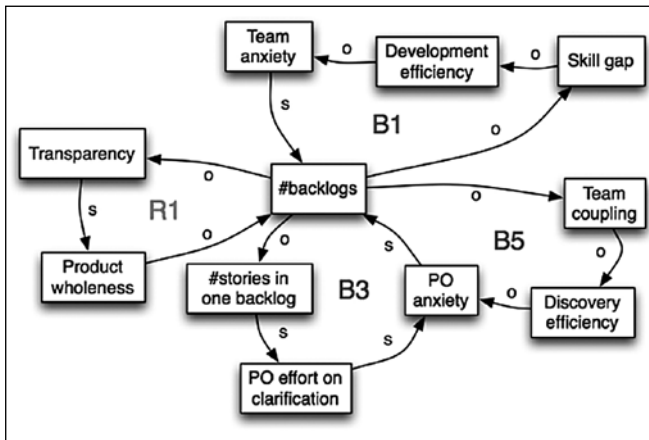 Team
anxiety
o
Development
efficiency
o
Skill gap
s
B1
o
Transparency
o
#backlogs
o
Team
coupling
s
R1
o
s
B5
o
Product
wholeness
o
#stories in
one backlog
B3
PO
anxiety
o
Discovery
efficiency
s
s
PO effort on
clarification